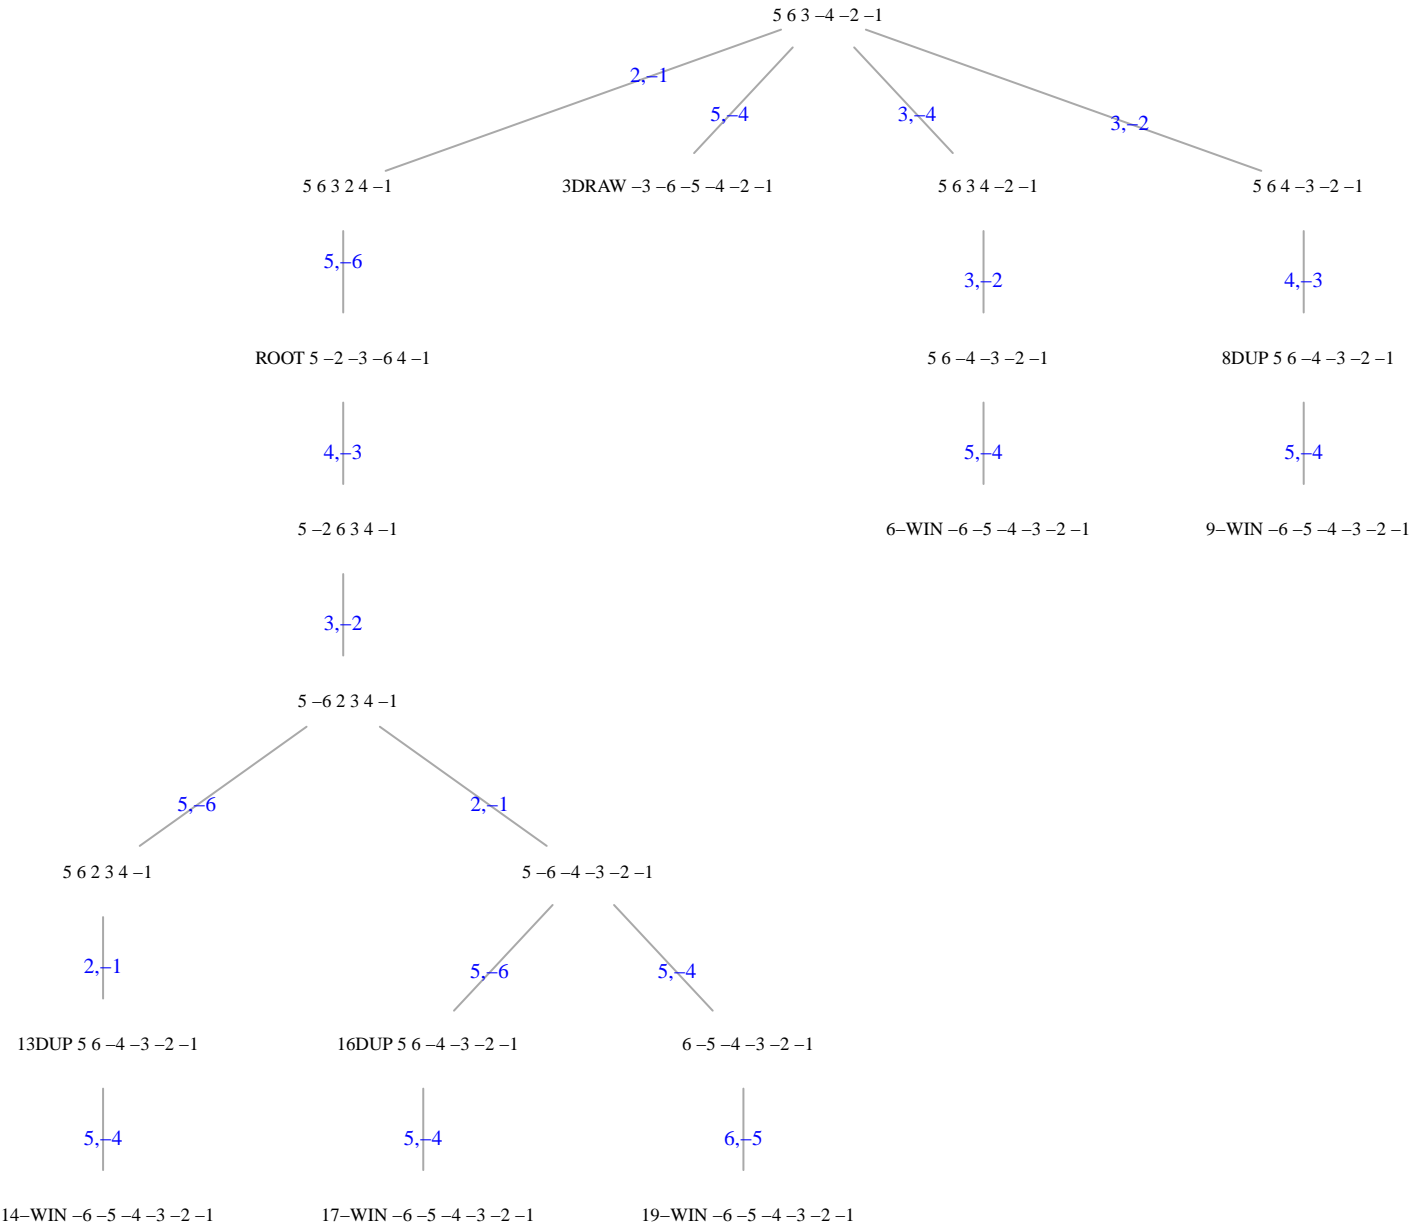 5 6 3 –4 –2 –1
2,–1
5,–4
3,–4
3,–2
5 6 3 2 4 –1
3DRAW –3 –6 –5 –4 –2 –1
5 6 3 4 –2 –1
5 6 4 –3 –2 –1
5,–6
3,–2
4,–3
ROOT 5 –2 –3 –6 4 –1
5 6 –4 –3 –2 –1
8DUP 5 6 –4 –3 –2 –1
4,–3
5,–4
5,–4
5 –2 6 3 4 –1
6–WIN –6 –5 –4 –3 –2 –1
9–WIN –6 –5 –4 –3 –2 –1
3,–2
5 –6 2 3 4 –1
5,–6
2,–1
5 6 2 3 4 –1
5 –6 –4 –3 –2 –1
2,–1
5,–6
5,–4
13DUP 5 6 –4 –3 –2 –1
16DUP 5 6 –4 –3 –2 –1
6 –5 –4 –3 –2 –1
5,–4
5,–4
6,–5
14–WIN –6 –5 –4 –3 –2 –1
17–WIN –6 –5 –4 –3 –2 –1
19–WIN –6 –5 –4 –3 –2 –1